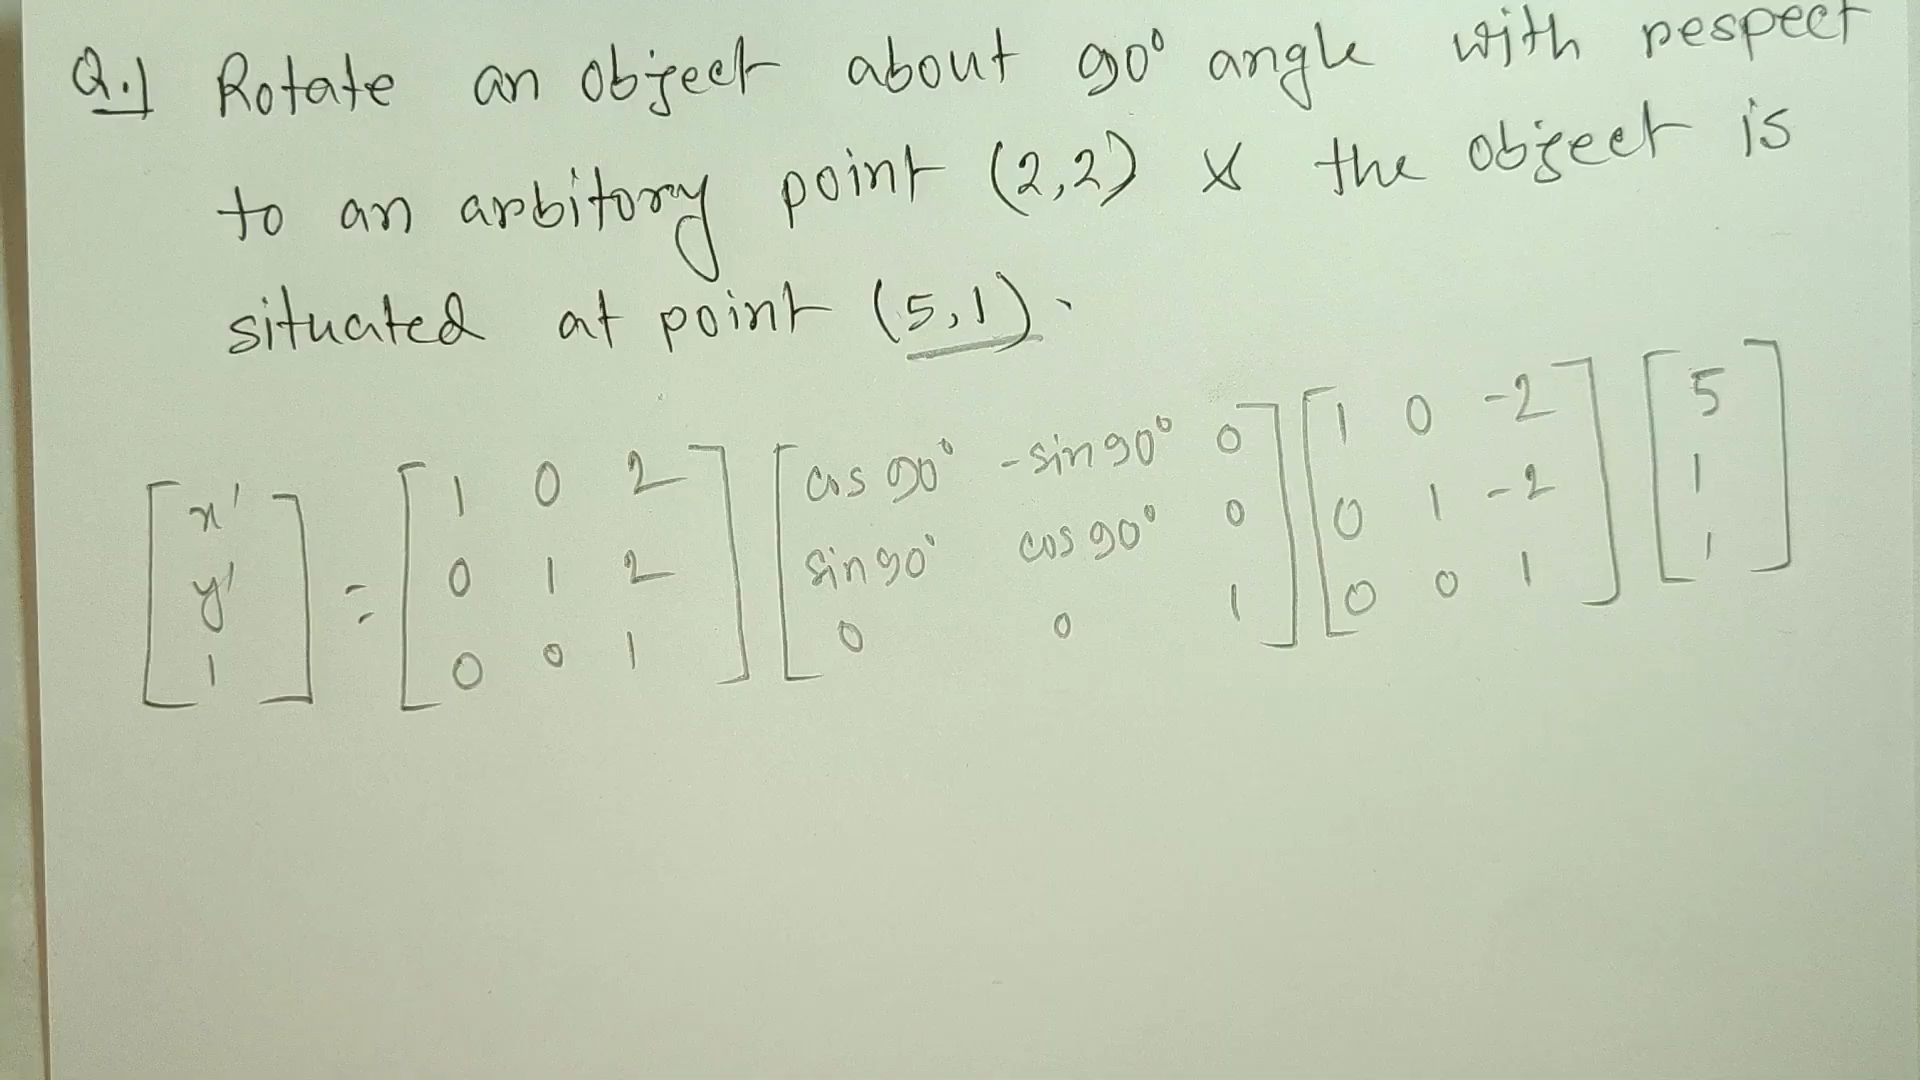 Q.1 Rotate an object about 90° angle with respect
to an arbitory point (2,2) & the object is
situated at point (5,1).
[x' y' 1] = [1 0 2; 0 1 2; 0 0 1] [cos 90° -sin 90° 0; sin 90° cos 90° 0; 0 0 1] [1 0 -2; 0 1 -2; 0 0 1] [5 1 1]